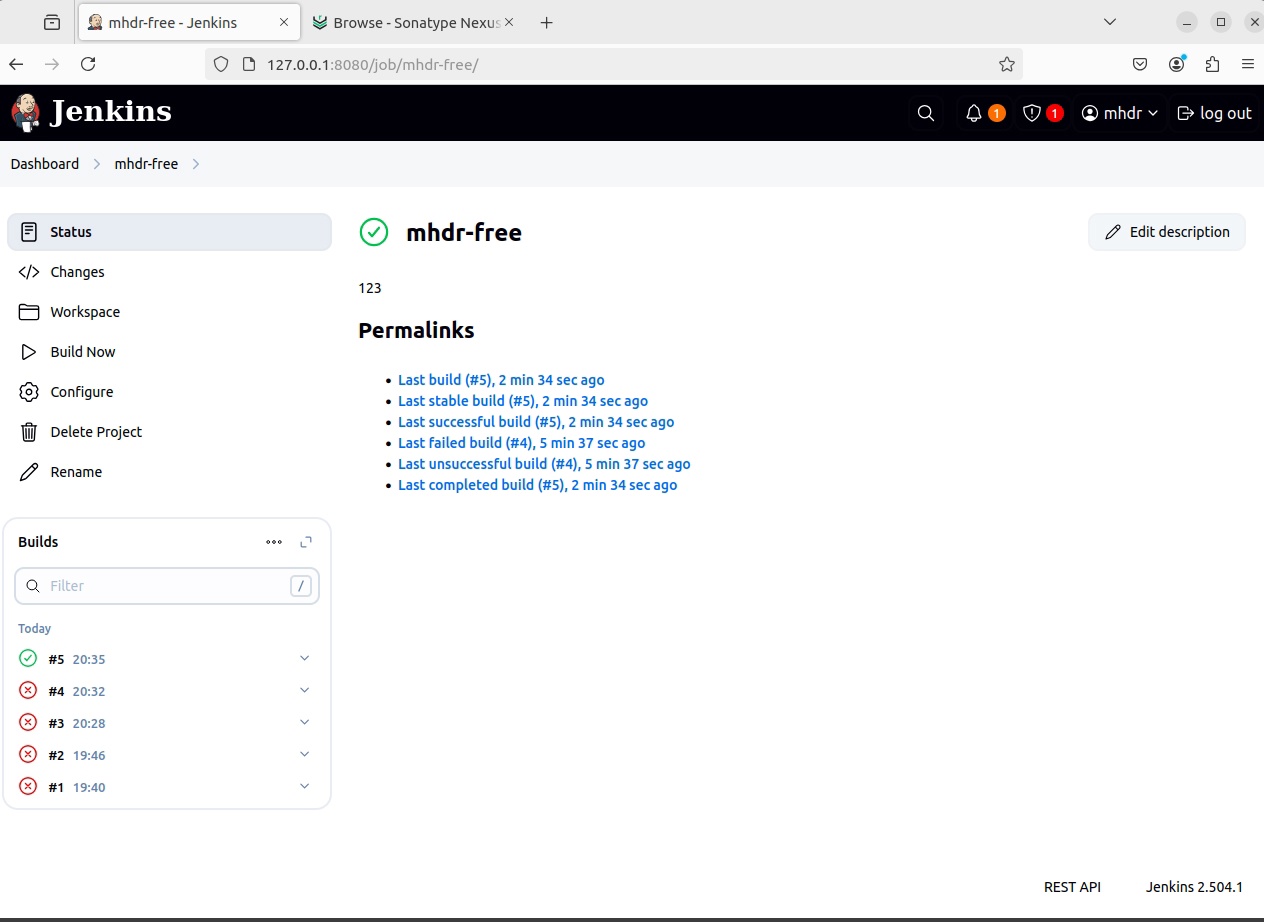 mhdr-free - Jenkins
Browse - Sonatype Nexus
127.0.0.1:8080/job/mhdr-free/
Jenkins
1
1
mhdr
log out
Dashboard
mhdr-free
Status
Changes
Workspace
Build Now
Configure
Delete Project
Rename
Builds
Filter
/
Today
#5 20:35
#4 20:32
#3 20:28
#2 19:46
#1 19:40
mhdr-free
Edit description
123
Permalinks
Last build (#5), 2 min 34 sec ago
Last stable build (#5), 2 min 34 sec ago
Last successful build (#5), 2 min 34 sec ago
Last failed build (#4), 5 min 37 sec ago
Last unsuccessful build (#4), 5 min 37 sec ago
Last completed build (#5), 2 min 34 sec ago
REST API
Jenkins 2.504.1